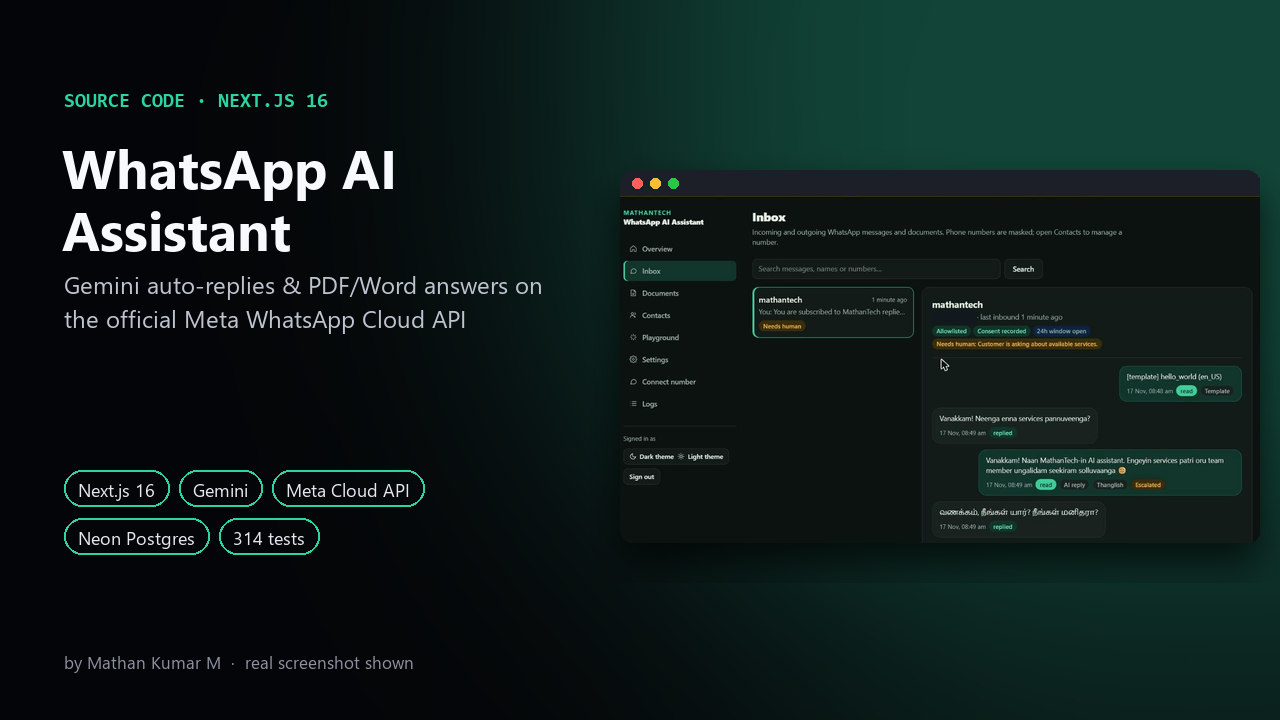 SOURCE CODE · NEXT.JS 16
WhatsApp AI
Assistant
Gemini auto-replies & PDF/Word answers on
the official Meta WhatsApp Cloud API
Next.js 16
Gemini
Meta Cloud API
Neon Postgres
314 tests
by Mathan Kumar M · real screenshot shown
MATHANTECH
WhatsApp AI Assistant
Overview
Inbox
Documents
Contacts
Playground
Settings
Connect number
Logs
Signed in as
Dark theme
Light theme
Sign out
Inbox
Incoming and outgoing WhatsApp messages and documents. Phone numbers are masked; open Contacts to manage a
number.
Search messages, names or numbers...
Search
mathantech
1 minute ago
You: You are subscribed to MathanTech replie...
Needs human
mathantech
· last inbound 1 minute ago
Allowlisted
Consent recorded
24h window open
Needs human: Customer is asking about available services.
[template] hello_world (en_US)
17 Nov, 08:48 am
read
Template
Vanakkam! Neenga enna services pannuveenga?
17 Nov, 08:49 am
replied
Vanakkam! Naan MathanTech-in AI assistant. Engeyin services patri oru team
member ungalidam seekiram solluvaanga 😊
17 Nov, 08:49 am
read
AI reply
Thanglish
Escalated
வணக்கம், நீங்கள் யார்? நீங்கள் மனிதரா?
17 Nov, 08:49 am
replied